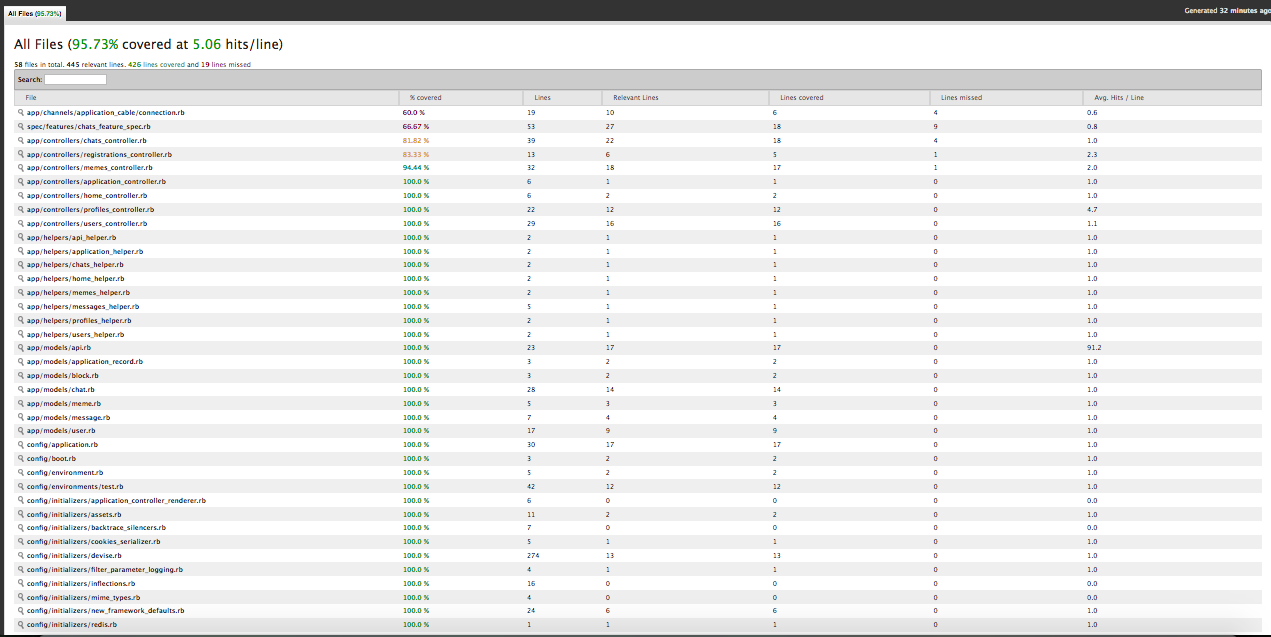 All Files (95.73%)
Generated 32 minutes ago
All Files (95.73% covered at 5.06 hits/line)
58 files in total. 445 relevant lines. 426 lines covered and 19 lines missed
Search:
File % covered Lines Relevant Lines Lines covered Lines missed Avg. Hits / Line
app/channels/application_cable/connection.rb 60.0 % 19 10 6 4 0.6
spec/features/chats_feature_spec.rb 66.67 % 53 27 18 9 0.8
app/controllers/chats_controller.rb 81.82 % 39 22 18 4 1.0
app/controllers/registrations_controller.rb 83.33 % 13 6 5 1 2.3
app/controllers/memes_controller.rb 94.44 % 32 18 17 1 2.0
app/controllers/application_controller.rb 100.0 % 6 1 1 0 1.0
app/controllers/home_controller.rb 100.0 % 6 2 2 0 1.0
app/controllers/profiles_controller.rb 100.0 % 22 12 12 0 4.7
app/controllers/users_controller.rb 100.0 % 29 16 16 0 1.1
app/helpers/api_helper.rb 100.0 % 2 1 1 0 1.0
app/helpers/application_helper.rb 100.0 % 2 1 1 0 1.0
app/helpers/chats_helper.rb 100.0 % 2 1 1 0 1.0
app/helpers/home_helper.rb 100.0 % 2 1 1 0 1.0
app/helpers/memes_helper.rb 100.0 % 2 1 1 0 1.0
app/helpers/messages_helper.rb 100.0 % 5 1 1 0 1.0
app/helpers/profiles_helper.rb 100.0 % 2 1 1 0 1.0
app/helpers/users_helper.rb 100.0 % 2 1 1 0 1.0
app/models/api.rb 100.0 % 23 17 17 0 91.2
app/models/application_record.rb 100.0 % 3 2 2 0 1.0
app/models/block.rb 100.0 % 3 2 2 0 1.0
app/models/chat.rb 100.0 % 28 14 14 0 1.0
app/models/meme.rb 100.0 % 5 3 3 0 1.0
app/models/message.rb 100.0 % 7 4 4 0 1.0
app/models/user.rb 100.0 % 17 9 9 0 1.0
config/application.rb 100.0 % 30 17 17 0 1.0
config/boot.rb 100.0 % 3 2 2 0 1.0
config/environment.rb 100.0 % 5 2 2 0 1.0
config/environments/test.rb 100.0 % 42 12 12 0 1.0
config/initializers/application_controller_renderer.rb 100.0 % 6 0 0 0 0.0
config/initializers/assets.rb 100.0 % 11 2 2 0 1.0
config/initializers/backtrace_silencers.rb 100.0 % 7 0 0 0 0.0
config/initializers/cookies_serializer.rb 100.0 % 5 1 1 0 1.0
config/initializers/devise.rb 100.0 % 274 13 13 0 1.0
config/initializers/filter_parameter_logging.rb 100.0 % 4 1 1 0 1.0
config/initializers/inflections.rb 100.0 % 16 0 0 0 0.0
config/initializers/mime_types.rb 100.0 % 4 0 0 0 0.0
config/initializers/new_framework_defaults.rb 100.0 % 24 6 6 0 1.0
config/initializers/redis.rb 100.0 % 1 1 1 0 1.0